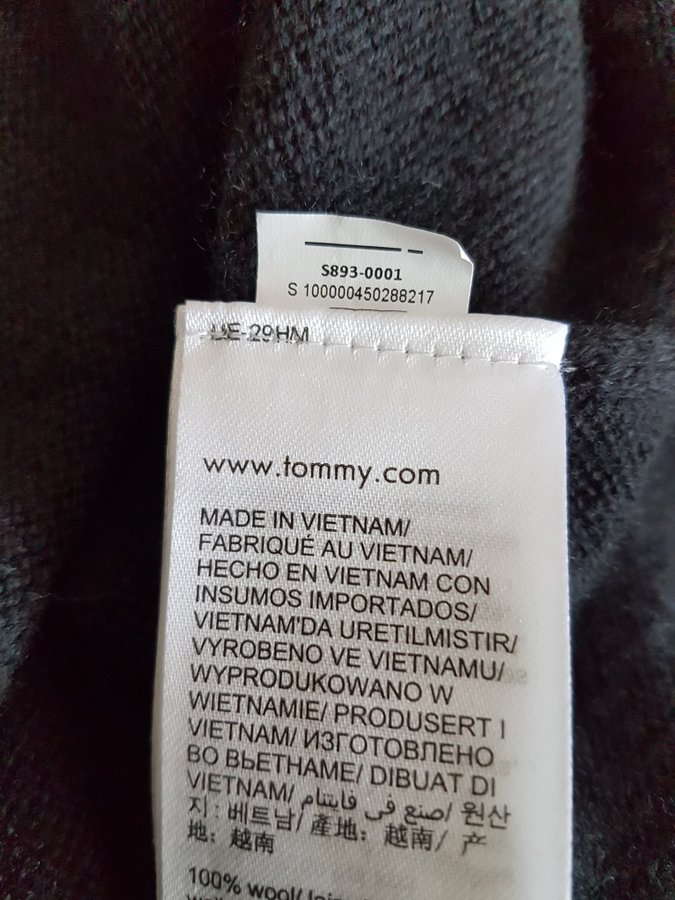 S893-0001
S 100000450288217
www.tommy.com
MADE IN VIETNAM/
FABRIQUÉ AU VIETNAM/
HECHO EN VIETNAM CON
INSUMOS IMPORTADOS/
VIETNAM'DA URETILMISTIR/
VYROBENO VE VIETNAMU/
WYPRODUKOWANO W
WIETNAMIE/ PRODUSERT I
VIETNAM/ ИЗГОТОВЛЕНО
ВО ВЬЕТНАМЕ/ DIBUAT DI
VIETNAM/ صنع في فايتنام/ 원산
지 : 베트남/ 產地: 越南/ 产
地: 越南
100% wool/